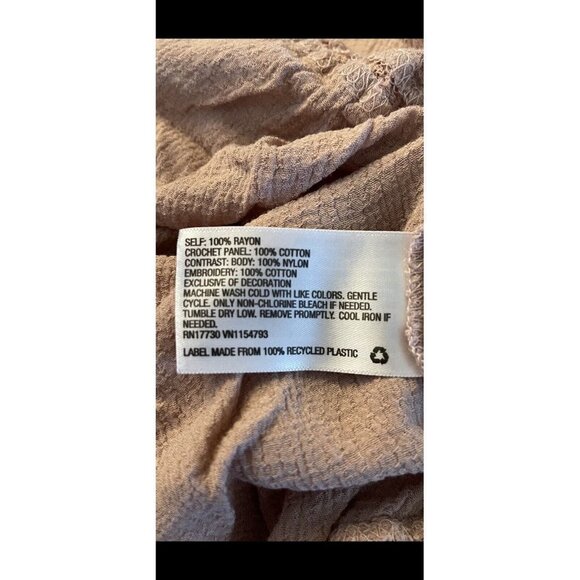 SELF; 100% RAYON
CROCHET PANEL: 100% COTTON
CONTRAST: BODY: 100% NYLON
EMBROIDERY: 100% COTTON
EXCLUSIVE OF DECORATION
MACHINE WASH COLD WITH LIKE COLORS. GENTLE
CYCLE. ONLY NON-CHLORINE BLEACH IF NEEDED.
TUMBLE DRY LOW. REMOVE PROMPTLY. COOL IRON IF
NEEDED.
RN17730 VN1154793
LABEL MADE FROM 100% RECYCLED PLASTIC